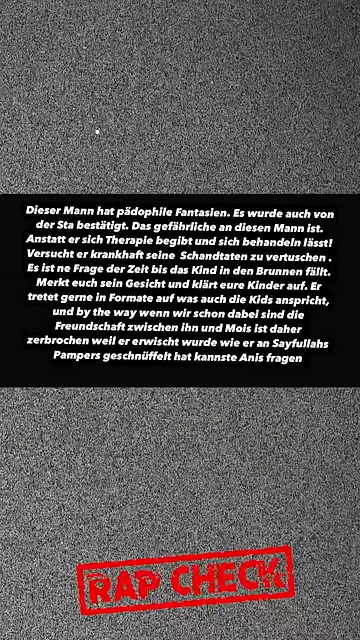 Dieser Mann hat pädophile Fantasien. Es wurde auch von
der Sta bestätigt. Das gefährliche an diesen Mann ist.
Anstatt er sich Therapie begibt und sich behandeln lässt!
Versucht er krankhaft seine Schandtaten zu vertuschen .
Es ist ne Frage der Zeit bis das Kind in den Brunnen fällt.
Merkt euch sein Gesicht und klärt eure Kinder auf. Er
tretet gerne in Formate auf was auch die Kids anspricht,
und by the way wenn wir schon dabei sind die
Freundschaft zwischen ihn und Mois ist daher
zerbrochen weil er erwischt wurde wie er an Sayfullahs
Pampers geschnüffelt hat kannste Anis fragen
RAP CHECK